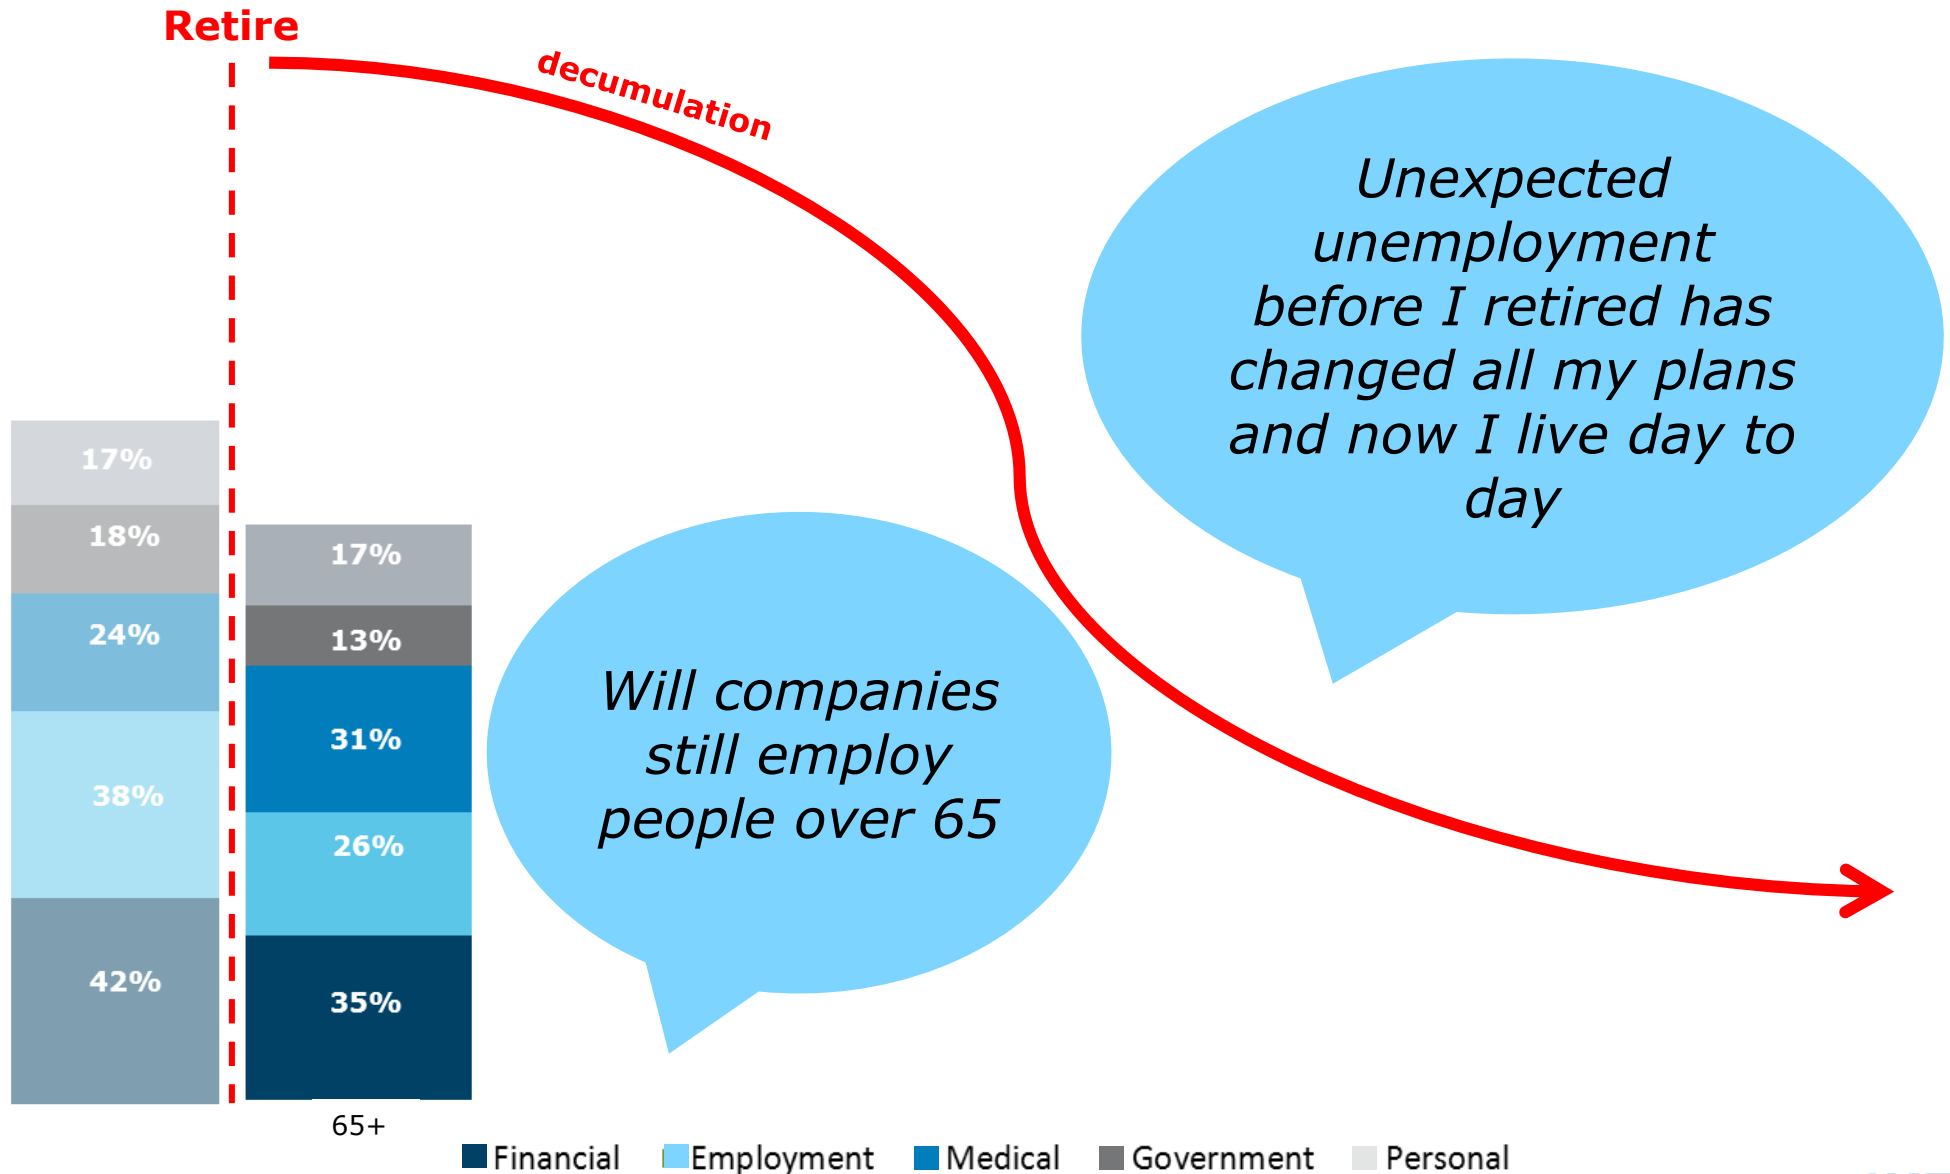 Retire
decumulation
Unexpected
unemployment
before I retired has
changed all my plans
and now I live day to
day
Will companies
still employ
people over 65
17%
18%
24%
38%
42%
17%
13%
31%
26%
35%
65+
Financial
Employment
Medical
Government
Personal